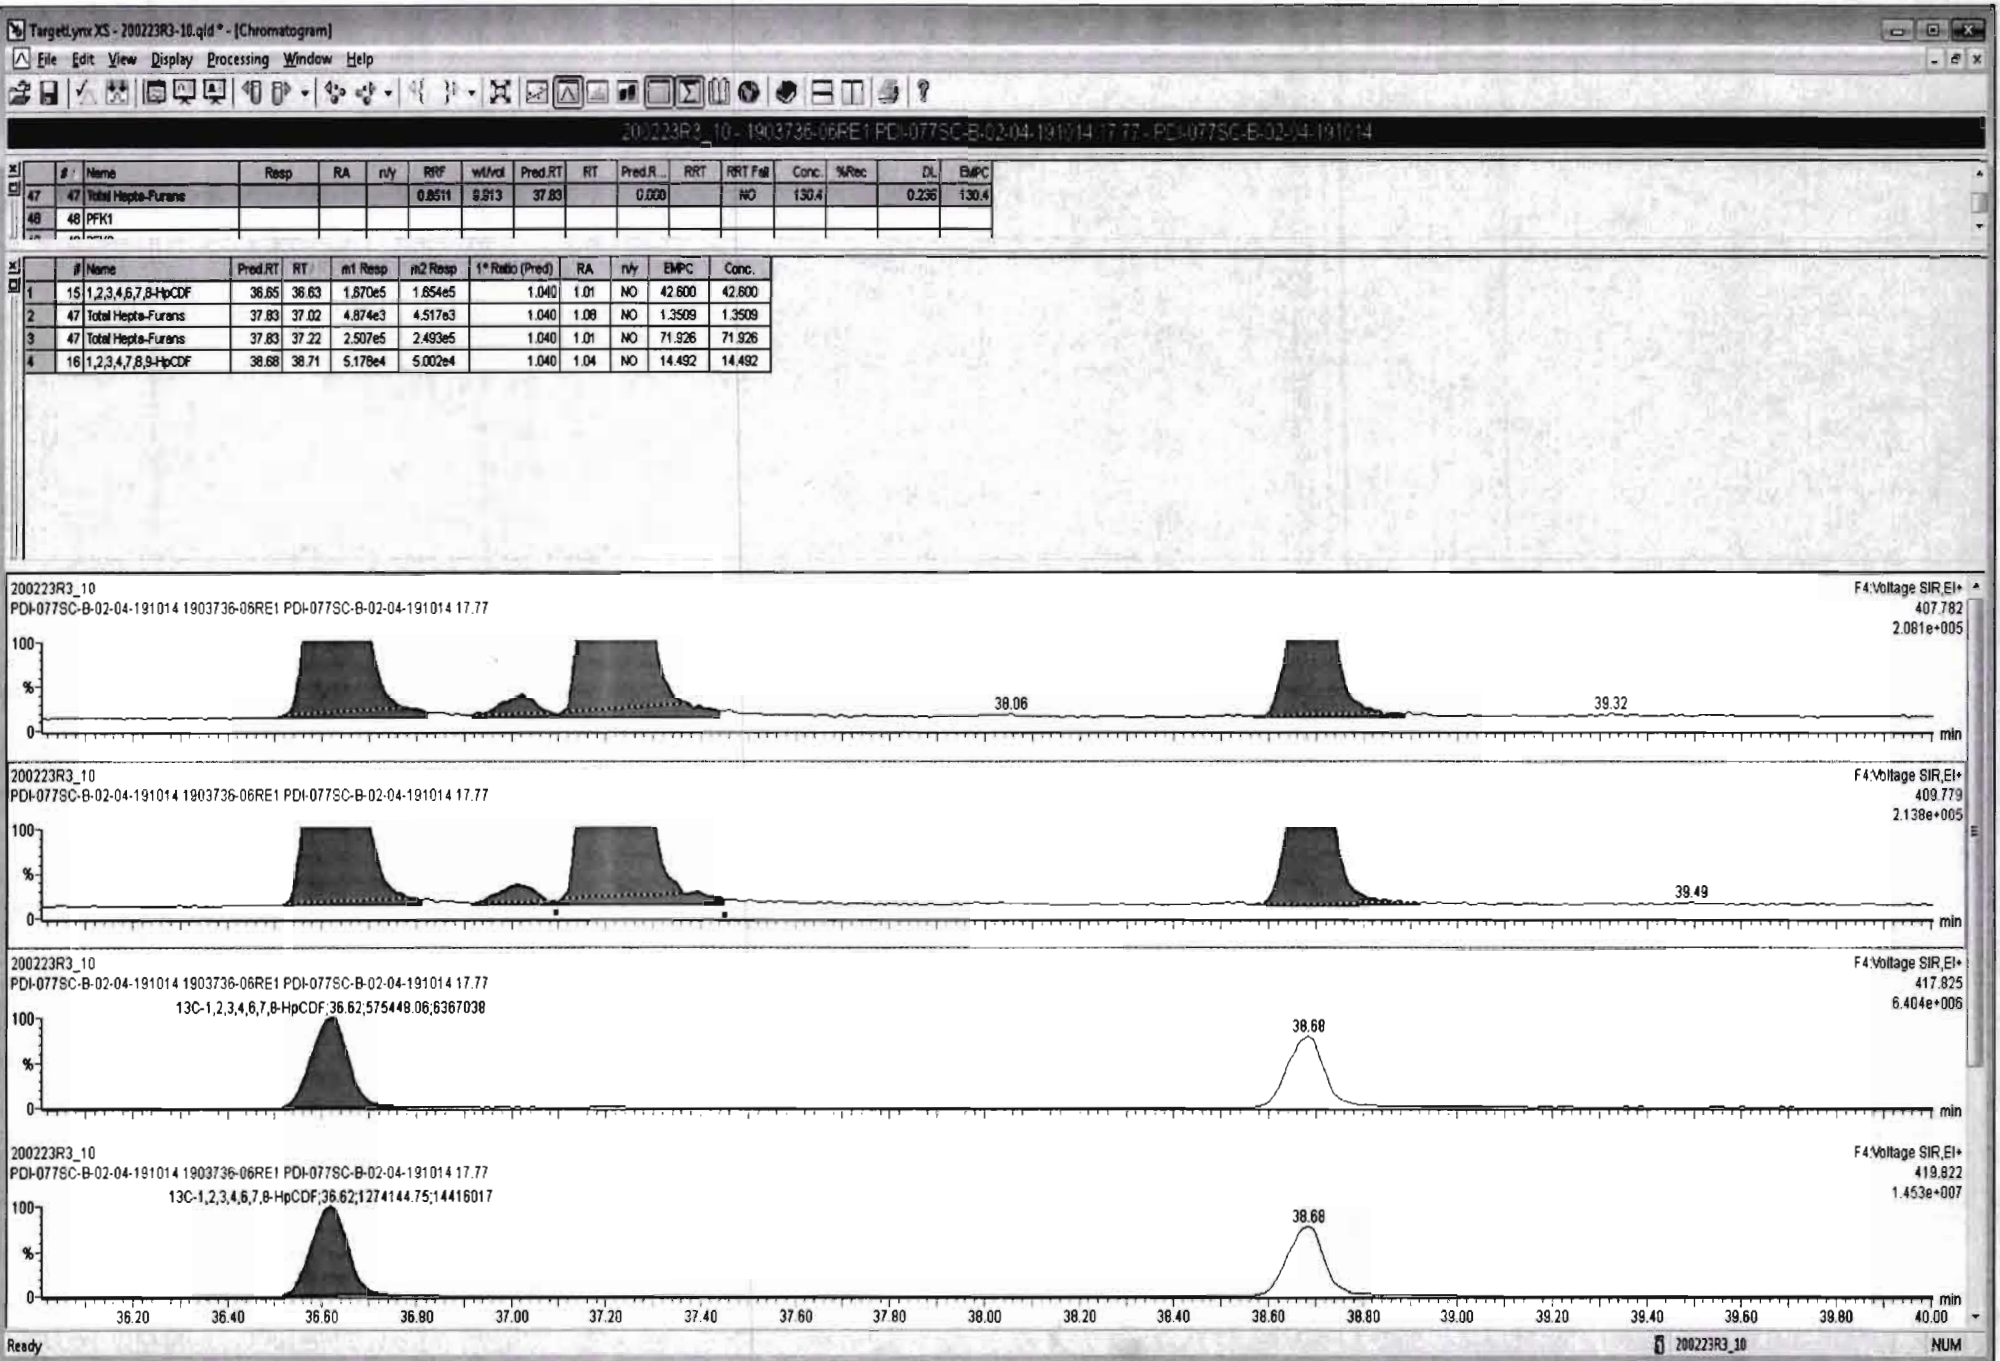 TargetLynx XS - 200223R3-10.qld * - [Chromatogram]
File Edit View Display Processing Window Help
200223R3_10 - 1903736-06RE1 PDI-077SC-B-02-04-191014 17.77 - PDI-077SC-B-02-04-191014
# Name Resp RA n/y RRF wt/vol Pred.RT RT Pred.R... RRT RRT Fail Conc. %Rec DL EMPC
47 47 Total Hepta-Furans 0.8511 9.913 37.83 0.000 NO 130.4 0.236 130.4
48 48 PFK1
# Name Pred.RT RT m1 Resp m2 Resp 1° Ratio (Pred) RA n/y EMPC Conc.
1 15 1,2,3,4,6,7,8-HpCDF 36.65 36.63 1.670e5 1.654e5 1.040 1.01 NO 42.600 42.600
2 47 Total Hepta-Furans 37.83 37.02 4.874e3 4.517e3 1.040 1.08 NO 1.3509 1.3509
3 47 Total Hepta-Furans 37.83 37.22 2.507e5 2.493e5 1.040 1.01 NO 71.926 71.926
4 16 1,2,3,4,7,8,9-HpCDF 38.68 38.71 5.178e4 5.002e4 1.040 1.04 NO 14.492 14.492
200223R3_10 F4:Voltage SIR,EI+
PDI-077SC-B-02-04-191014 1903736-06RE1 PDI-077SC-B-02-04-191014 17.77 407.782
2.081e+005
100
%
0
38.06 39.32
min
200223R3_10 F4:Voltage SIR,EI+
PDI-077SC-B-02-04-191014 1903736-06RE1 PDI-077SC-B-02-04-191014 17.77 409.779
2.138e+005
100
%
0
39.49
min
200223R3_10 F4:Voltage SIR,EI+
PDI-077SC-B-02-04-191014 1903736-06RE1 PDI-077SC-B-02-04-191014 17.77 417.825
13C-1,2,3,4,6,7,8-HpCDF;36.62;575448.06;6367038 6.404e+006
100
%
0
38.68
min
200223R3_10 F4:Voltage SIR,EI+
PDI-077SC-B-02-04-191014 1903736-06RE1 PDI-077SC-B-02-04-191014 17.77 419.822
13C-1,2,3,4,6,7,8-HpCDF;36.62;1274144.75;14416017 1.453e+007
100
%
0
38.68
min
36.20 36.40 36.60 36.80 37.00 37.20 37.40 37.60 37.80 38.00 38.20 38.40 38.60 38.80 39.00 39.20 39.40 39.60 39.80 40.00
Ready 200223R3_10 NUM